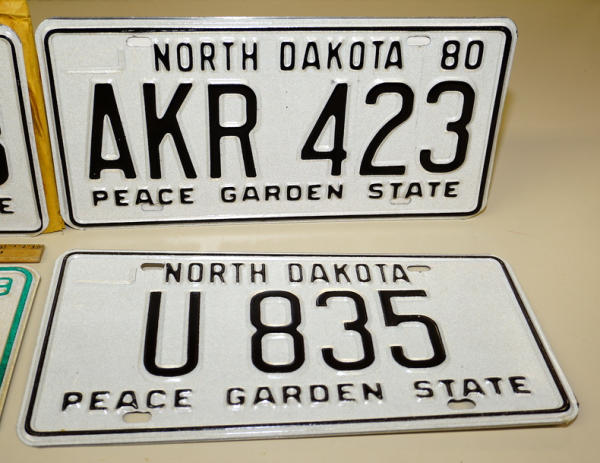 NORTH DAKOTA 80
AKR 423
PEACE GARDEN STATE
E
NORTH DAKOTA
U 835
PEACE GARDEN STATE